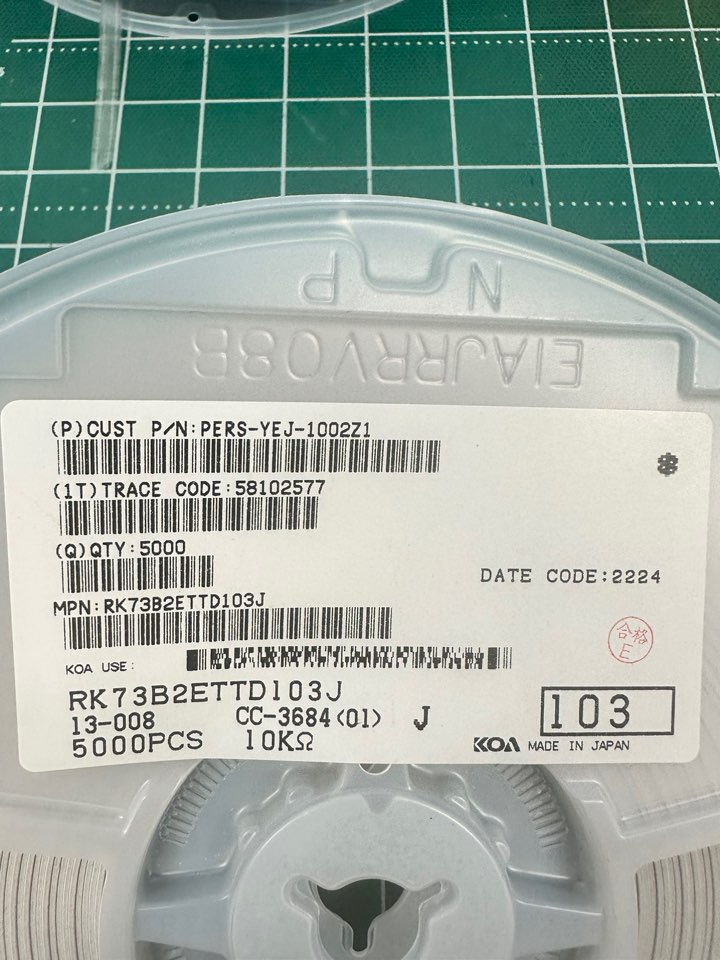 N P
EIAJRRV08B
(P)CUST P/N:PERS-YEJ-1002Z1
(1T)TRACE CODE:58102577
(Q)QTY:5000
DATE CODE:2224
MPN:RK73B2ETTD103J
合格
E
KOA USE:
RK73B2ETTD103J
13-008 CC-3684(01) J
103
5000PCS 10KΩ
KOA MADE IN JAPAN